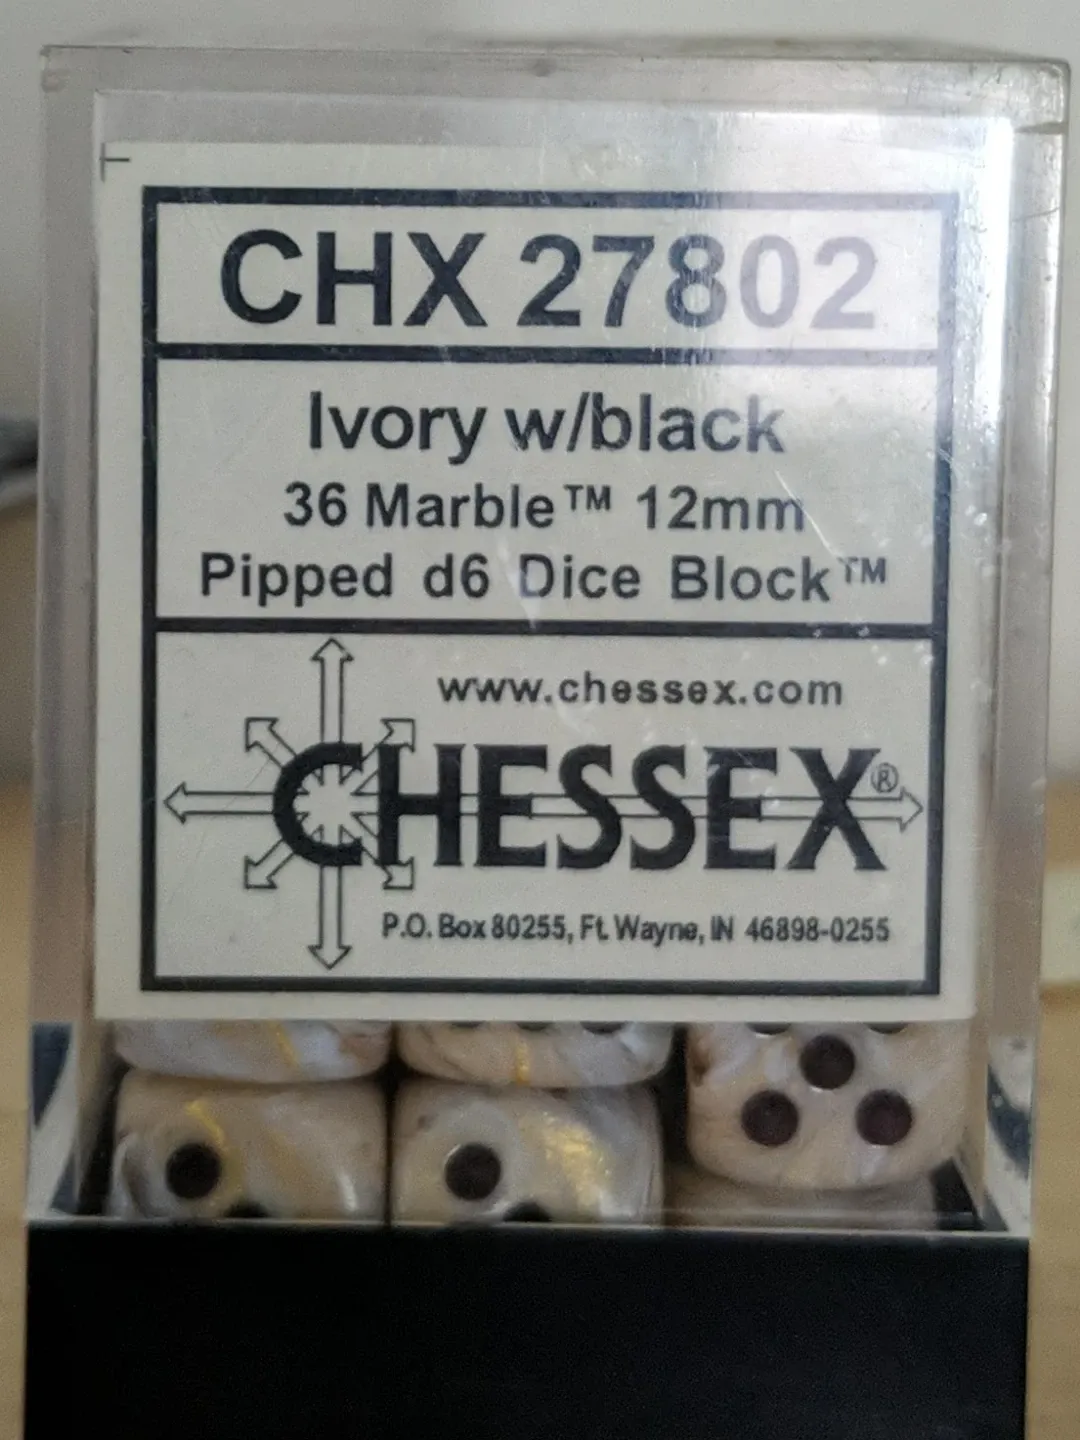 CHX 27802
Ivory w/black
36 Marble™ 12mm
Pipped d6 Dice Block™
www.chessex.com
CHESSEX®
P.O. Box 80255, Ft. Wayne, IN 46898-0255